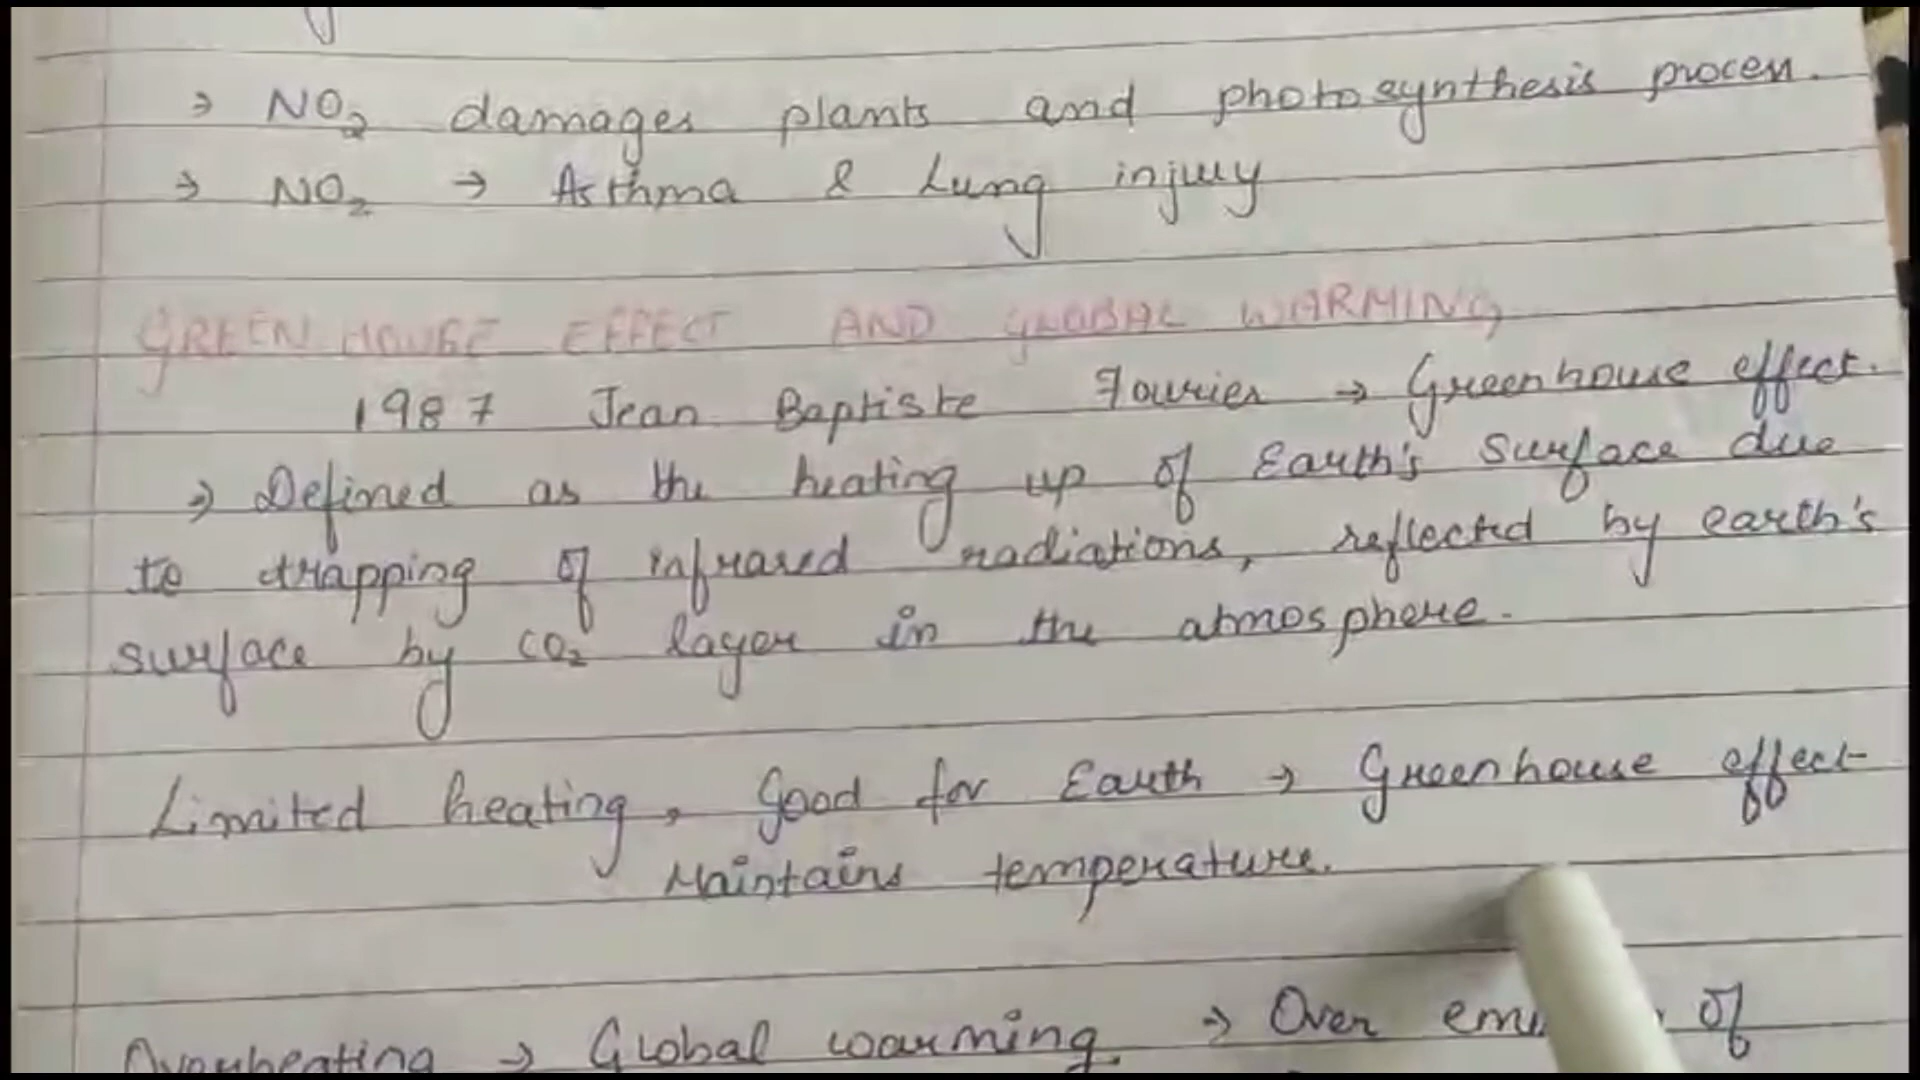 ⇒ NO₂ damages plants and photosynthesis process.
⇒ NO₂ → Asthma & Lung injury
GREEN HOUSE EFFECT AND GLOBAL WARMING
1987 Jean Baptiste Fourier → Greenhouse effect.
⇒ Defined as the heating up of Earth's surface due
to trapping of infrared radiations, reflected by earth's
surface by CO₂ layer in the atmosphere.
Limited heating, Good for Earth → Greenhouse effect
Maintains temperature.
Overheating → Global warming. → Over of